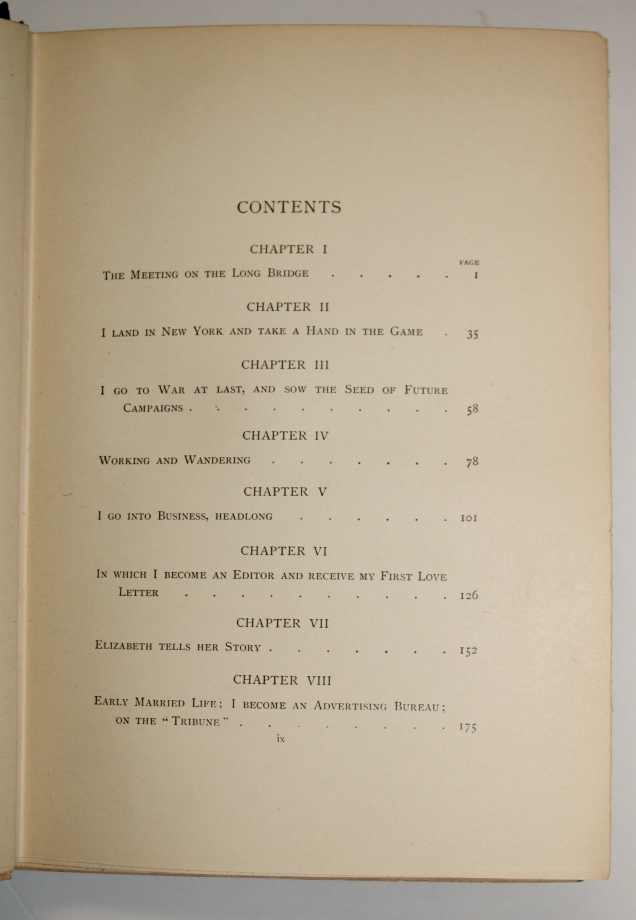 CONTENTS
CHAPTER I
PAGE
The Meeting on the Long Bridge . . . . . 1
CHAPTER II
I land in New York and take a Hand in the Game . 35
CHAPTER III
I go to War at last, and sow the Seed of Future
Campaigns . . . . . . . . . . 58
CHAPTER IV
Working and Wandering . . . . . . . 78
CHAPTER V
I go into Business, headlong . . . . . . 101
CHAPTER VI
In which I become an Editor and receive my First Love
Letter . . . . . . . . . . 126
CHAPTER VII
Elizabeth tells her Story . . . . . . . 152
CHAPTER VIII
Early Married Life; I become an Advertising Bureau;
on the "Tribune" . . . . . . . . 175
ix